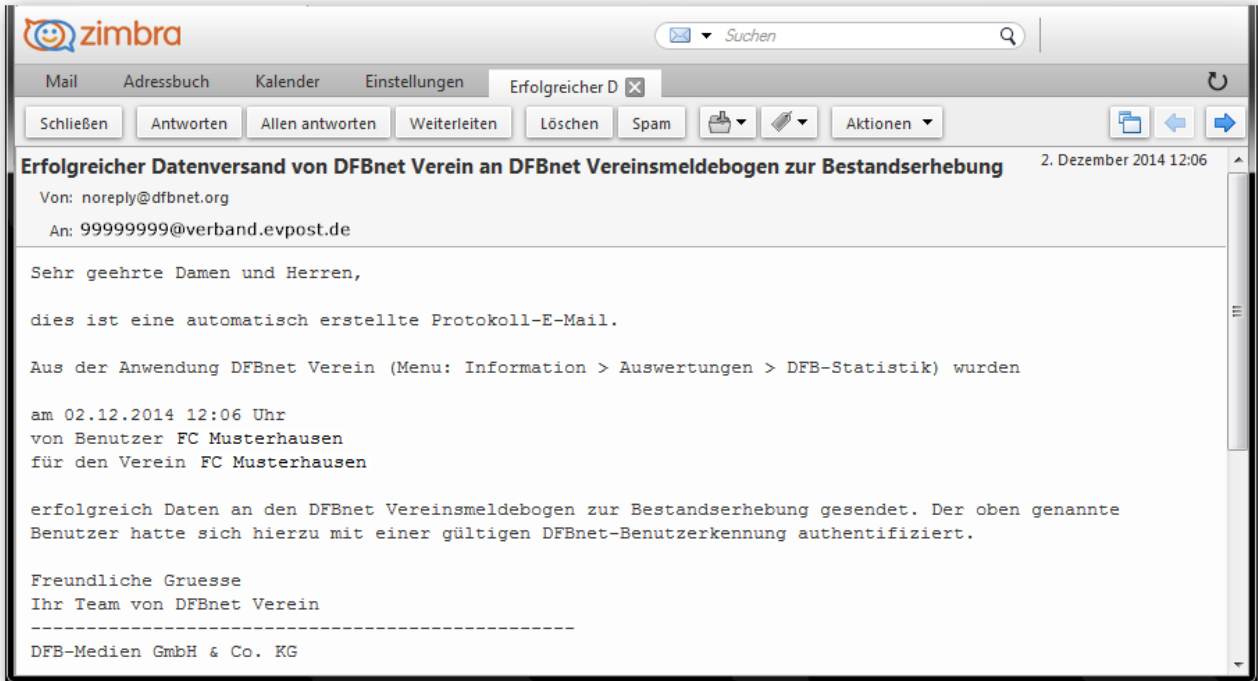 zimbra
Suchen
Mail Adressbuch Kalender Einstellungen Erfolgreicher D
Schließen Antworten Allen antworten Weiterleiten Löschen Spam Aktionen
Erfolgreicher Datenversand von DFBnet Verein an DFBnet Vereinsmeldebogen zur Bestandserhebung 2. Dezember 2014 12:06
Von: noreply@dfbnet.org
An: 99999999@verband.evpost.de
Sehr geehrte Damen und Herren,
dies ist eine automatisch erstellte Protokoll-E-Mail.
Aus der Anwendung DFBnet Verein (Menu: Information > Auswertungen > DFB-Statistik) wurden
am 02.12.2014 12:06 Uhr
von Benutzer FC Musterhausen
für den Verein FC Musterhausen
erfolgreich Daten an den DFBnet Vereinsmeldebogen zur Bestandserhebung gesendet. Der oben genannte
Benutzer hatte sich hierzu mit einer gültigen DFBnet-Benutzerkennung authentifiziert.
Freundliche Gruesse
Ihr Team von DFBnet Verein
-------------------------------------------------
DFB-Medien GmbH & Co. KG